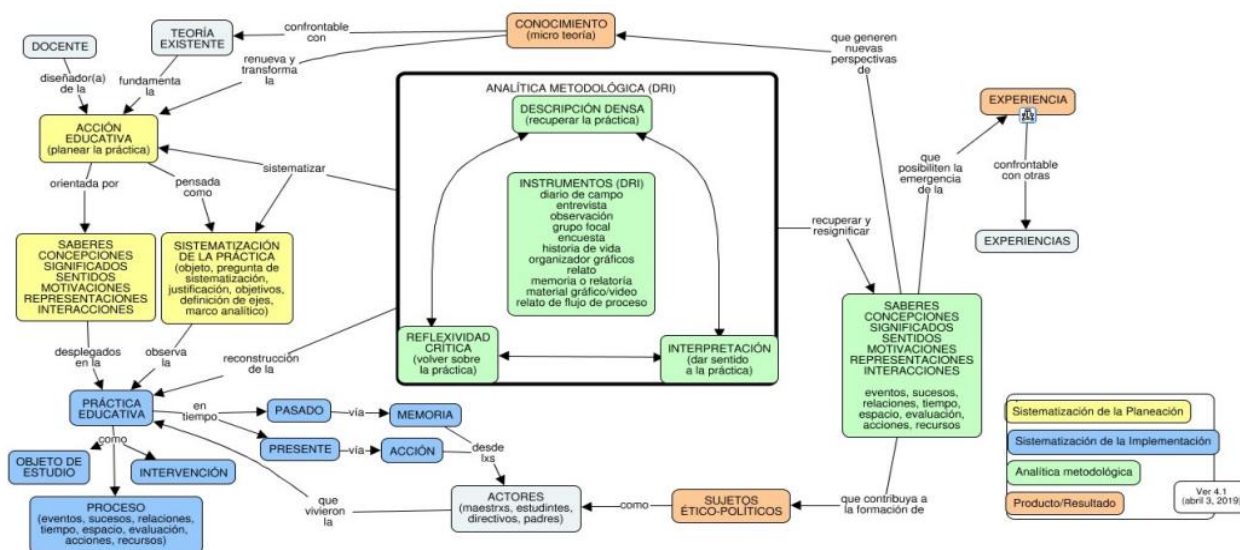 CONOCIMIENTO
(micro teoría)
confrontable
con
TEORÍA
EXISTENTE
DOCENTE
diseñador(a)
de la
fundamenta
la
renueva y
transforma
la
que generen
nuevas
perspectivas
de
ACCIÓN
EDUCATIVA
(planear la práctica)
orientada por
pensada
como
sistematizar
SABERES
CONCEPCIONES
SIGNIFICADOS
SENTIDOS
MOTIVACIONES
REPRESENTACIONES
INTERACCIONES
SISTEMATIZACIÓN
DE LA PRÁCTICA
(objeto, pregunta de
sistematización,
justificación, objetivos,
definición de ejes,
marco analítico)
desplegados
en la
observa
la
reconstrucción
de la
ANALÍTICA METODOLÓGICA (DRI)
DESCRIPCIÓN DENSA
(recuperar la práctica)
INSTRUMENTOS (DRI)
diario de campo
entrevista
observación
grupo focal
encuesta
historia de vida
organizador gráficos
relato
memoria o relatoría
material gráfico/video
relato de flujo de proceso
REFLEXIVIDAD
CRÍTICA
(volver sobre
la práctica)
INTERPRETACIÓN
(dar sentido
a la práctica)
recuperar y
resignificar
que
posibiliten la
emergencia
de la
EXPERIENCIA
confrontable
con otras
EXPERIENCIAS
SABERES
CONCEPCIONES
SIGNIFICADOS
SENTIDOS
MOTIVACIONES
REPRESENTACIONES
INTERACCIONES
eventos, sucesos,
relaciones, tiempo,
espacio, evaluación,
acciones, recursos
PRÁCTICA
EDUCATIVA
en
tiempo
PASADO
vía
MEMORIA
PRESENTE
vía
ACCIÓN
desde
lxs
como
OBJETO DE
ESTUDIO
INTERVENCIÓN
PROCESO
(eventos, sucesos, relaciones,
tiempo, espacio, evaluación,
acciones, recursos)
que
vivieron
la
ACTORES
(maestrxs, estudintes,
directivos, padres)
como
SUJETOS
ÉTICO-POLÍTICOS
que contribuya a
la formación de
Sistematización de la Planeación
Sistematización de la Implementación
Analítica metodológica
Producto/Resultado
Ver 4.1
(abril 3, 2019)